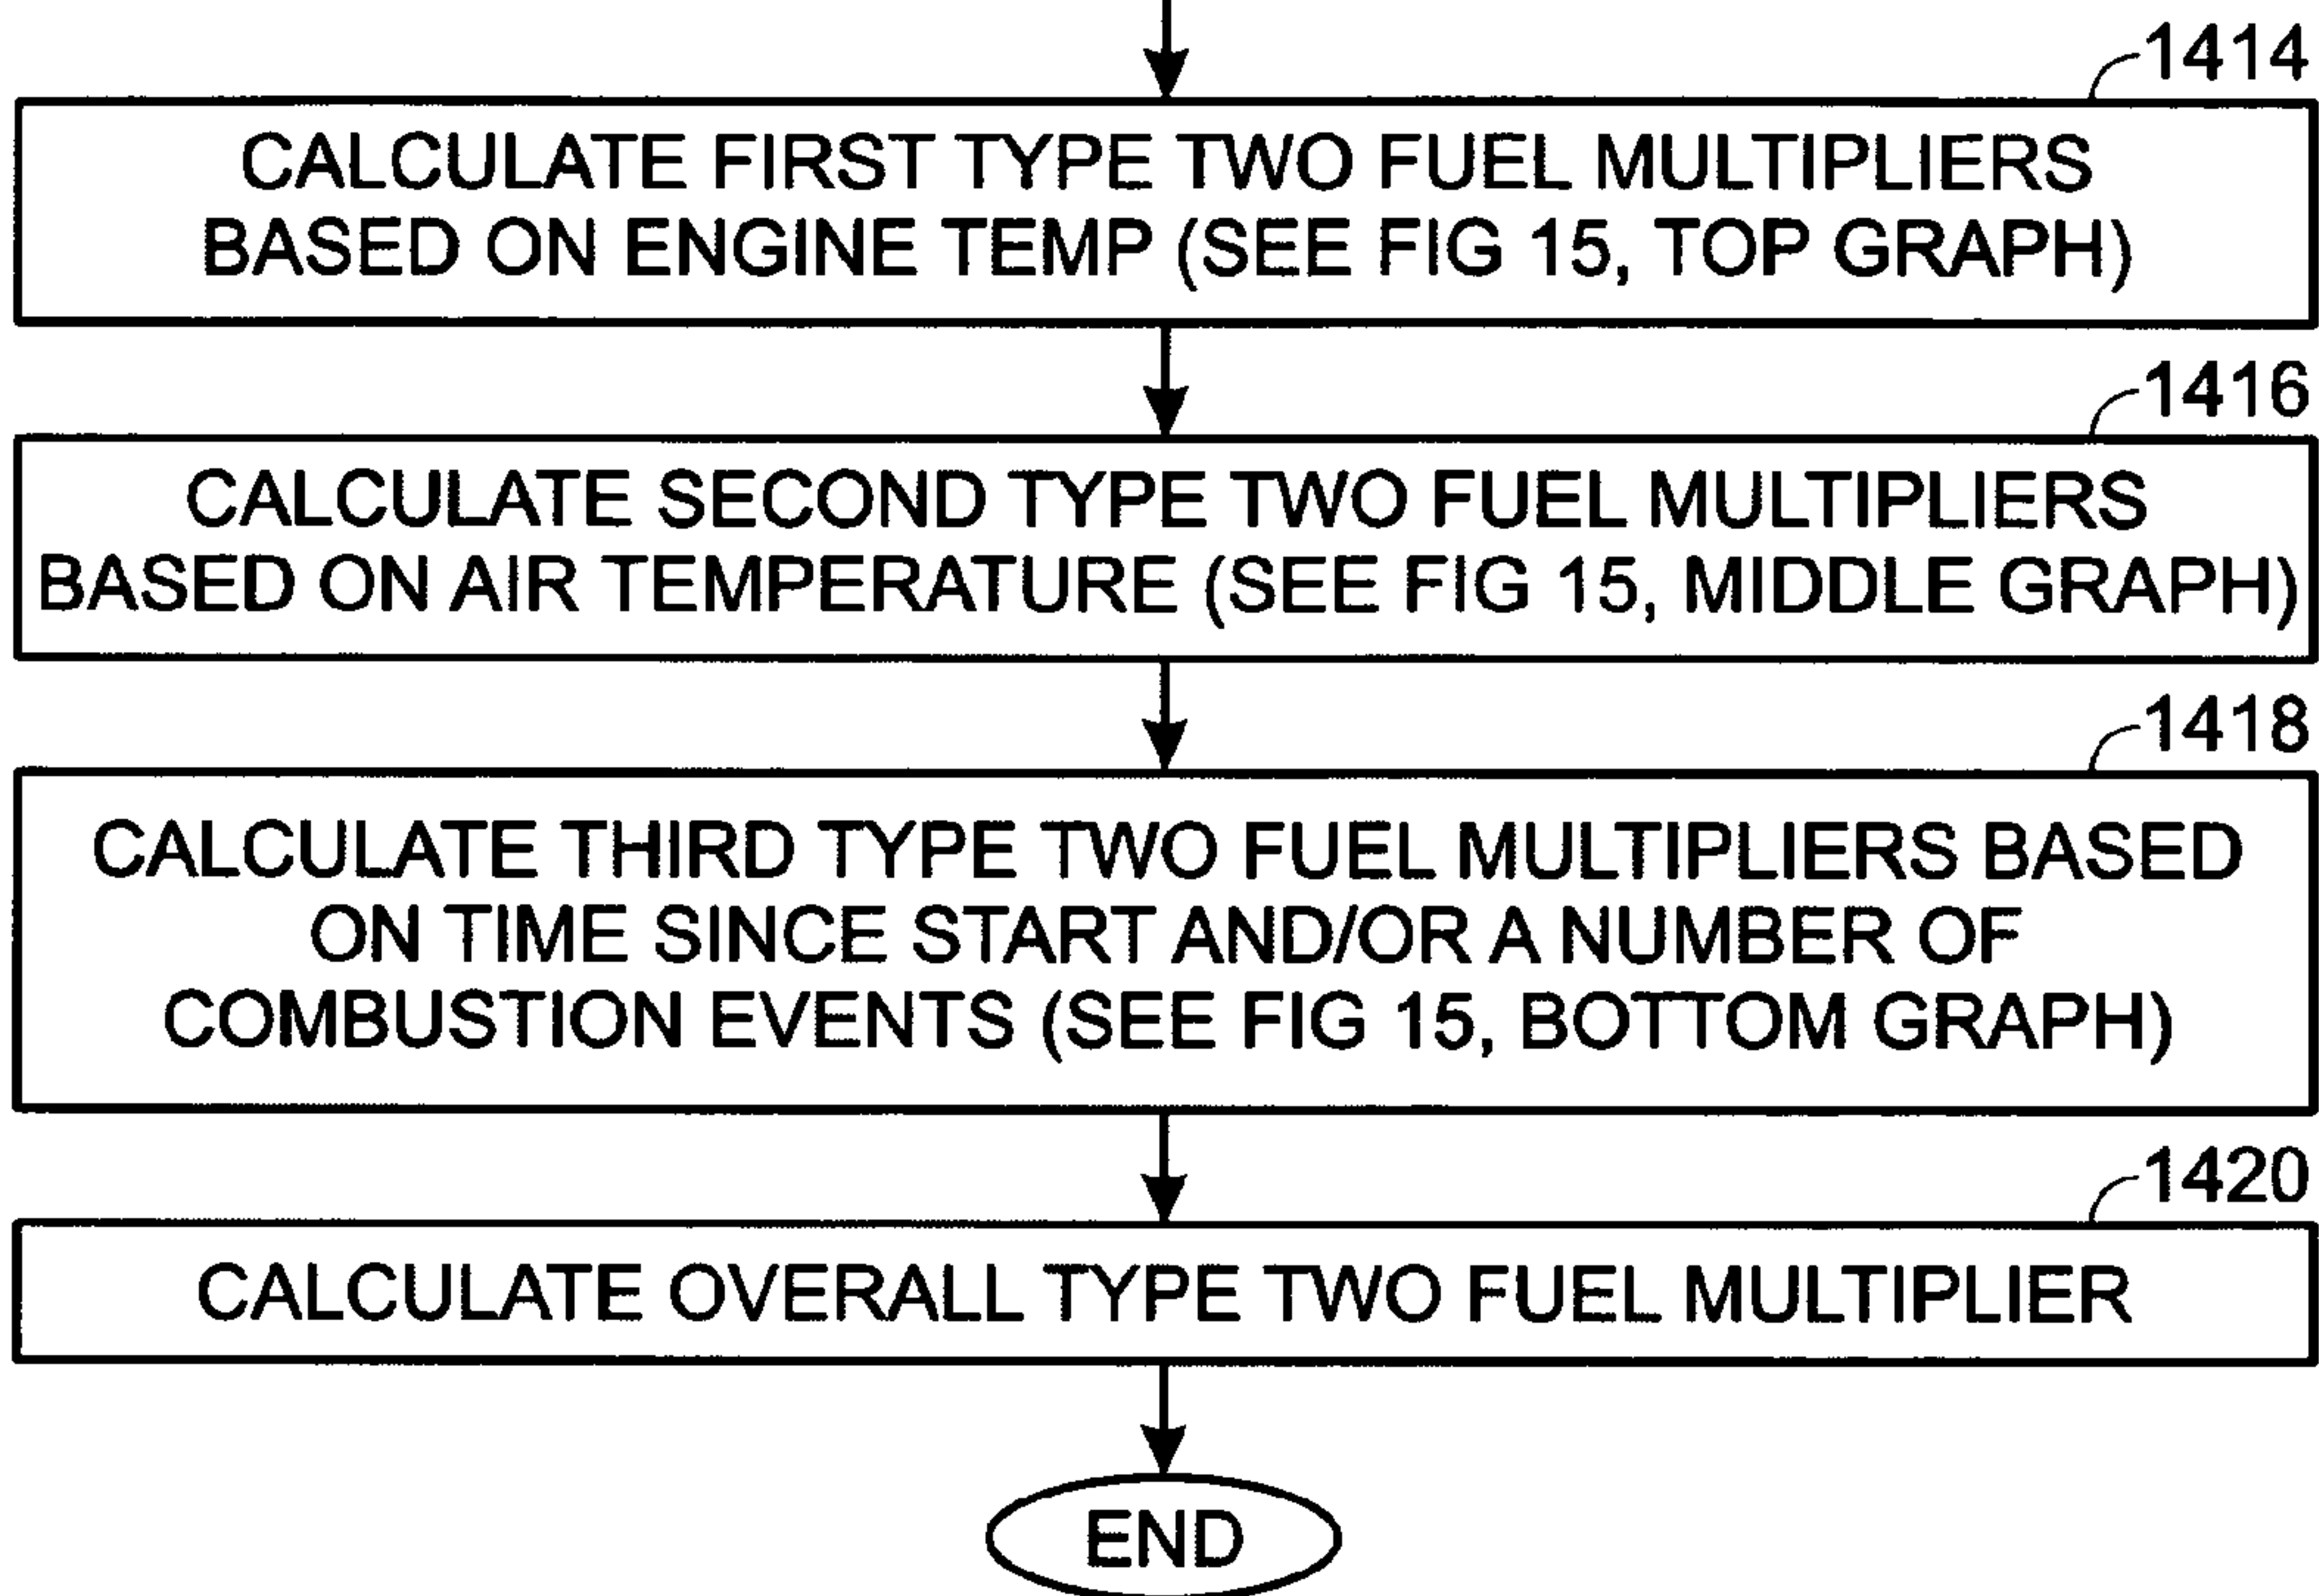 1414
CALCULATE FIRST TYPE TWO FUEL MULTIPLIERS
BASED ON ENGINE TEMP (SEE FIG 15, TOP GRAPH)
1416
CALCULATE SECOND TYPE TWO FUEL MULTIPLIERS
BASED ON AIR TEMPERATURE (SEE FIG 15, MIDDLE GRAPH)
1418
CALCULATE THIRD TYPE TWO FUEL MULTIPLIERS BASED
ON TIME SINCE START AND/OR A NUMBER OF
COMBUSTION EVENTS (SEE FIG 15, BOTTOM GRAPH)
1420
CALCULATE OVERALL TYPE TWO FUEL MULTIPLIER
END